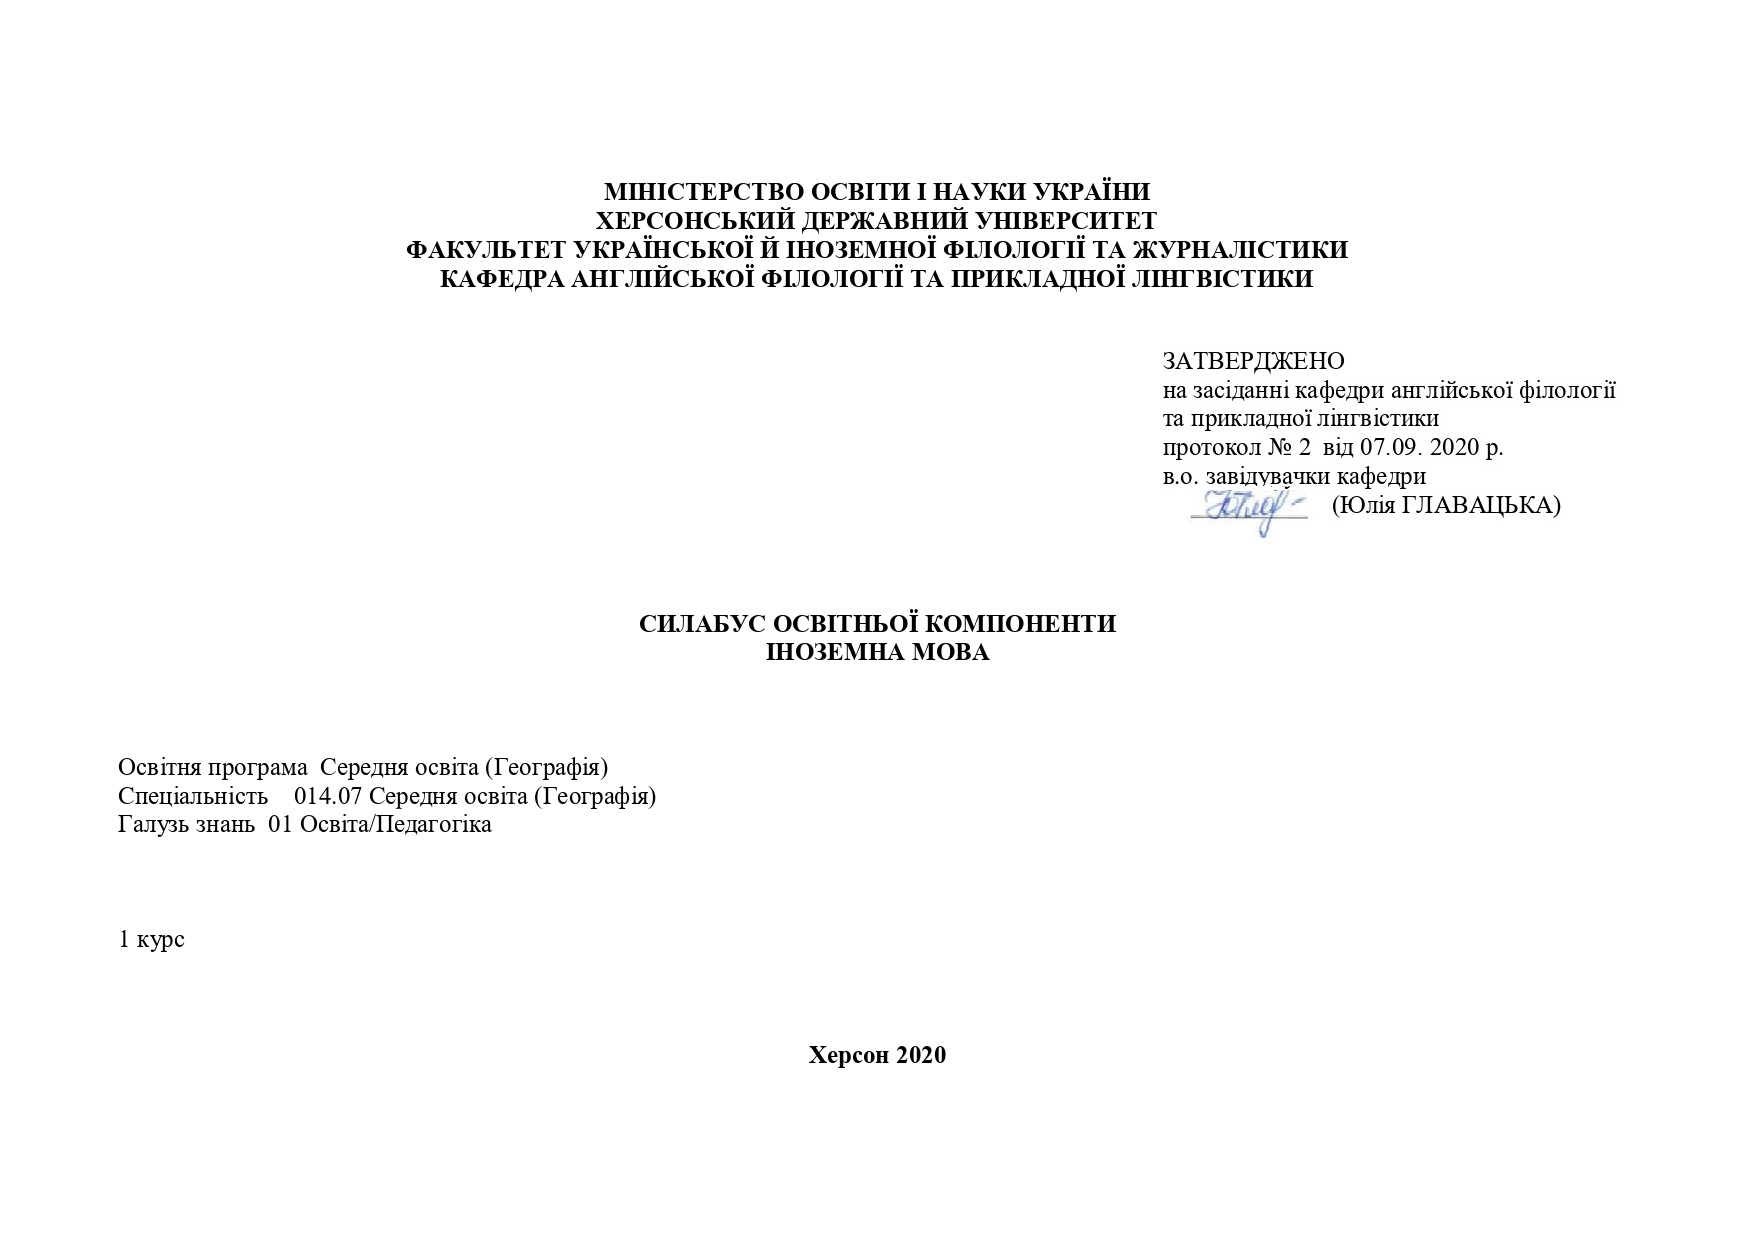 МІНІСТЕРСТВО ОСВІТИ І НАУКИ УКРАЇНИ
ХЕРСОНСЬКИЙ ДЕРЖАВНИЙ УНІВЕРСИТЕТ
ФАКУЛЬТЕТ УКРАЇНСЬКОЇ Й ІНОЗЕМНОЇ ФІЛОЛОГІЇ ТА ЖУРНАЛІСТИКИ
КАФЕДРА АНГЛІЙСЬКОЇ ФІЛОЛОГІЇ ТА ПРИКЛАДНОЇ ЛІНГВІСТИКИ
ЗАТВЕРДЖЕНО
на засіданні кафедри англійської філології
та прикладної лінгвістики
протокол № 2 від 07.09. 2020 р.
в.о. завідувачки кафедри
(Юлія ГЛАВАЦЬКА)
СИЛАБУС ОСВІТНЬОЇ КОМПОНЕНТИ
ІНОЗЕМНА МОВА
Освітня програма Середня освіта (Географія)
Спеціальність 014.07 Середня освіта (Географія)
Галузь знань 01 Освіта/Педагогіка
1 курс
Херсон 2020